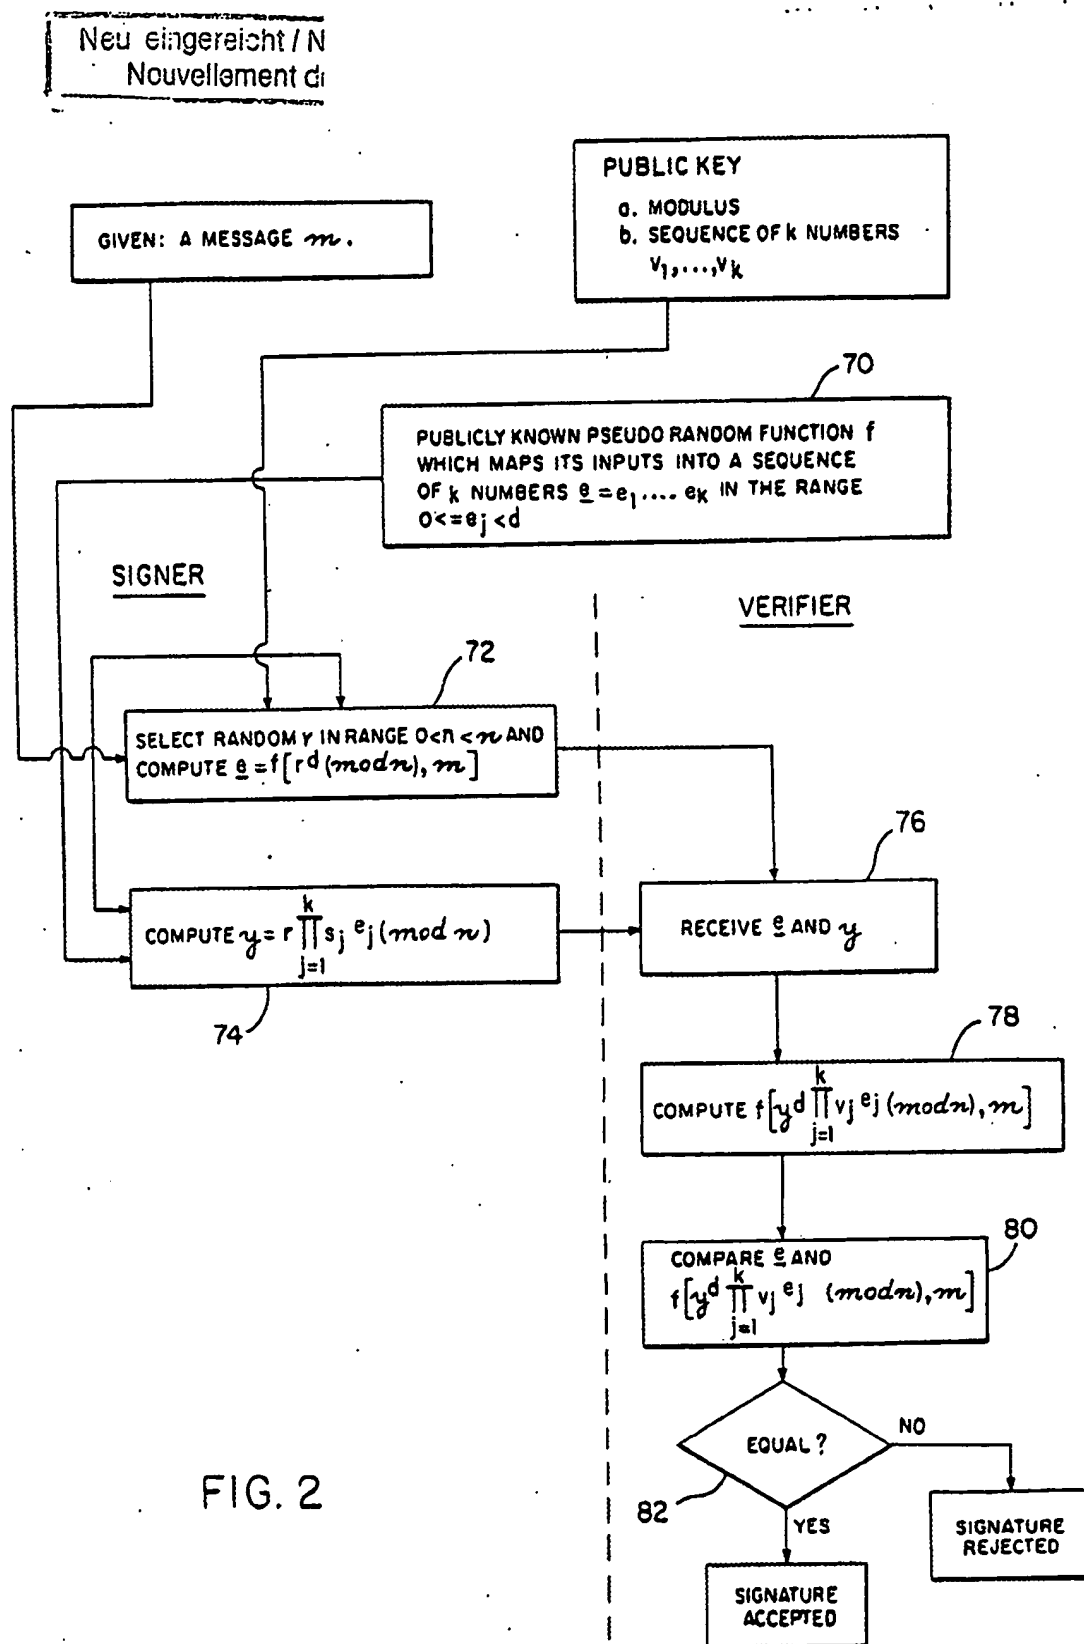 Neu eingereicht / N
Nouvellement d
PUBLIC KEY
a. MODULUS
b. SEQUENCE OF k NUMBERS
v1,...,vk
GIVEN: A MESSAGE m.
70
PUBLICLY KNOWN PSEUDO RANDOM FUNCTION f
WHICH MAPS ITS INPUTS INTO A SEQUENCE
OF k NUMBERS e = e1.... ek IN THE RANGE
0<=ej<d
SIGNER
VERIFIER
72
SELECT RANDOM r IN RANGE 0<n<n AND
COMPUTE e = f[r^d (mod n), m]
76
RECEIVE e AND y
k
COMPUTE y = r ∏ sj ej (mod n)
j=1
74
78
k
COMPUTE f[y^d ∏ vj ej (mod n), m]
j=1
80
COMPARE e AND
k
f[y^d ∏ vj ej (mod n), m]
j=1
EQUAL?
NO
82
YES
SIGNATURE
REJECTED
SIGNATURE
ACCEPTED
FIG. 2